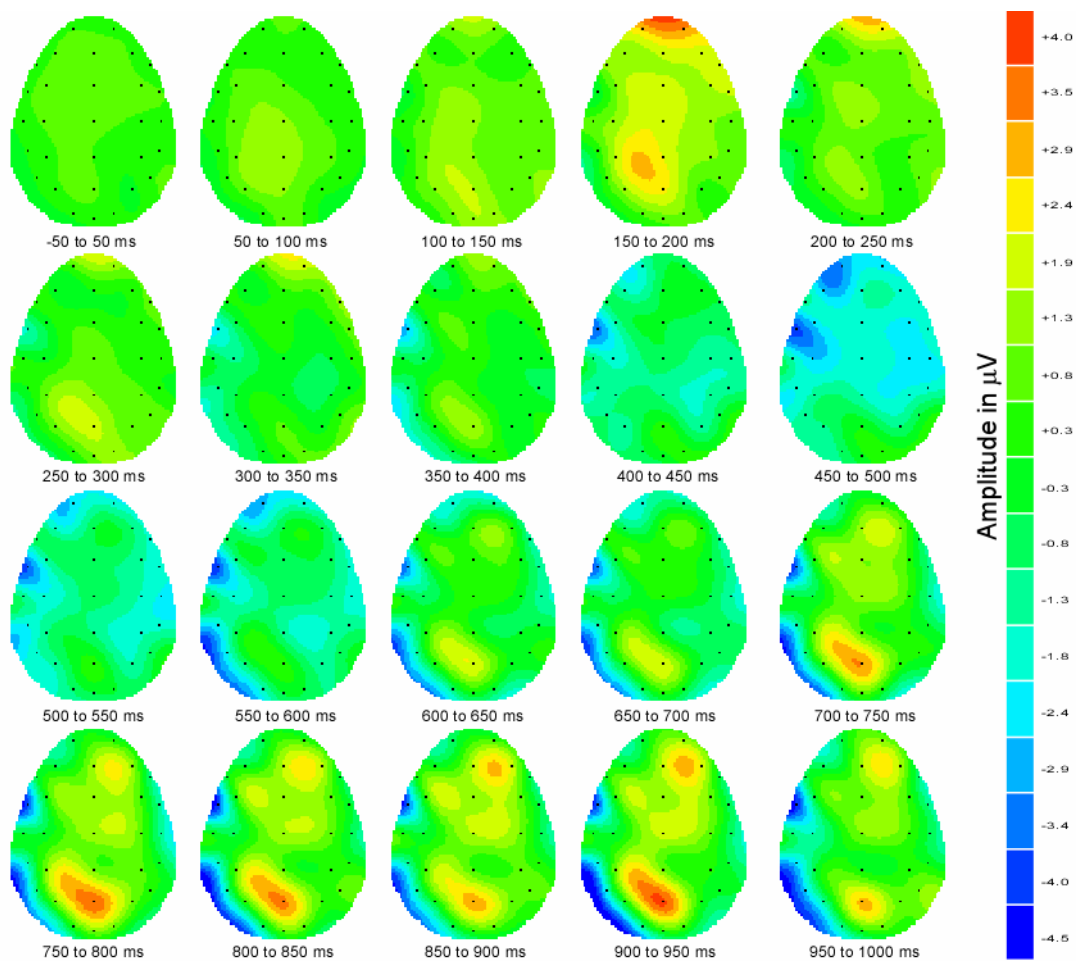 -50 to 50 ms
50 to 100 ms
100 to 150 ms
150 to 200 ms
200 to 250 ms
250 to 300 ms
300 to 350 ms
350 to 400 ms
400 to 450 ms
450 to 500 ms
500 to 550 ms
550 to 600 ms
600 to 650 ms
650 to 700 ms
700 to 750 ms
750 to 800 ms
800 to 850 ms
850 to 900 ms
900 to 950 ms
950 to 1000 ms
Amplitude in μV
+4.0
+3.5
+2.9
+2.4
+1.9
+1.3
+0.8
+0.3
-0.3
-0.8
-1.3
-1.8
-2.4
-2.9
-3.4
-4.0
-4.5